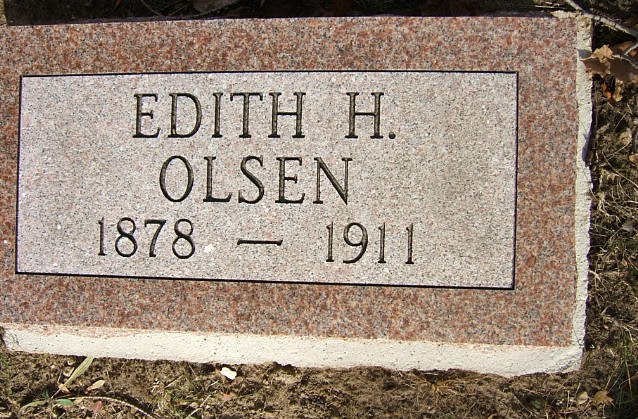 EDITH H.
OLSEN
1878 — 1911